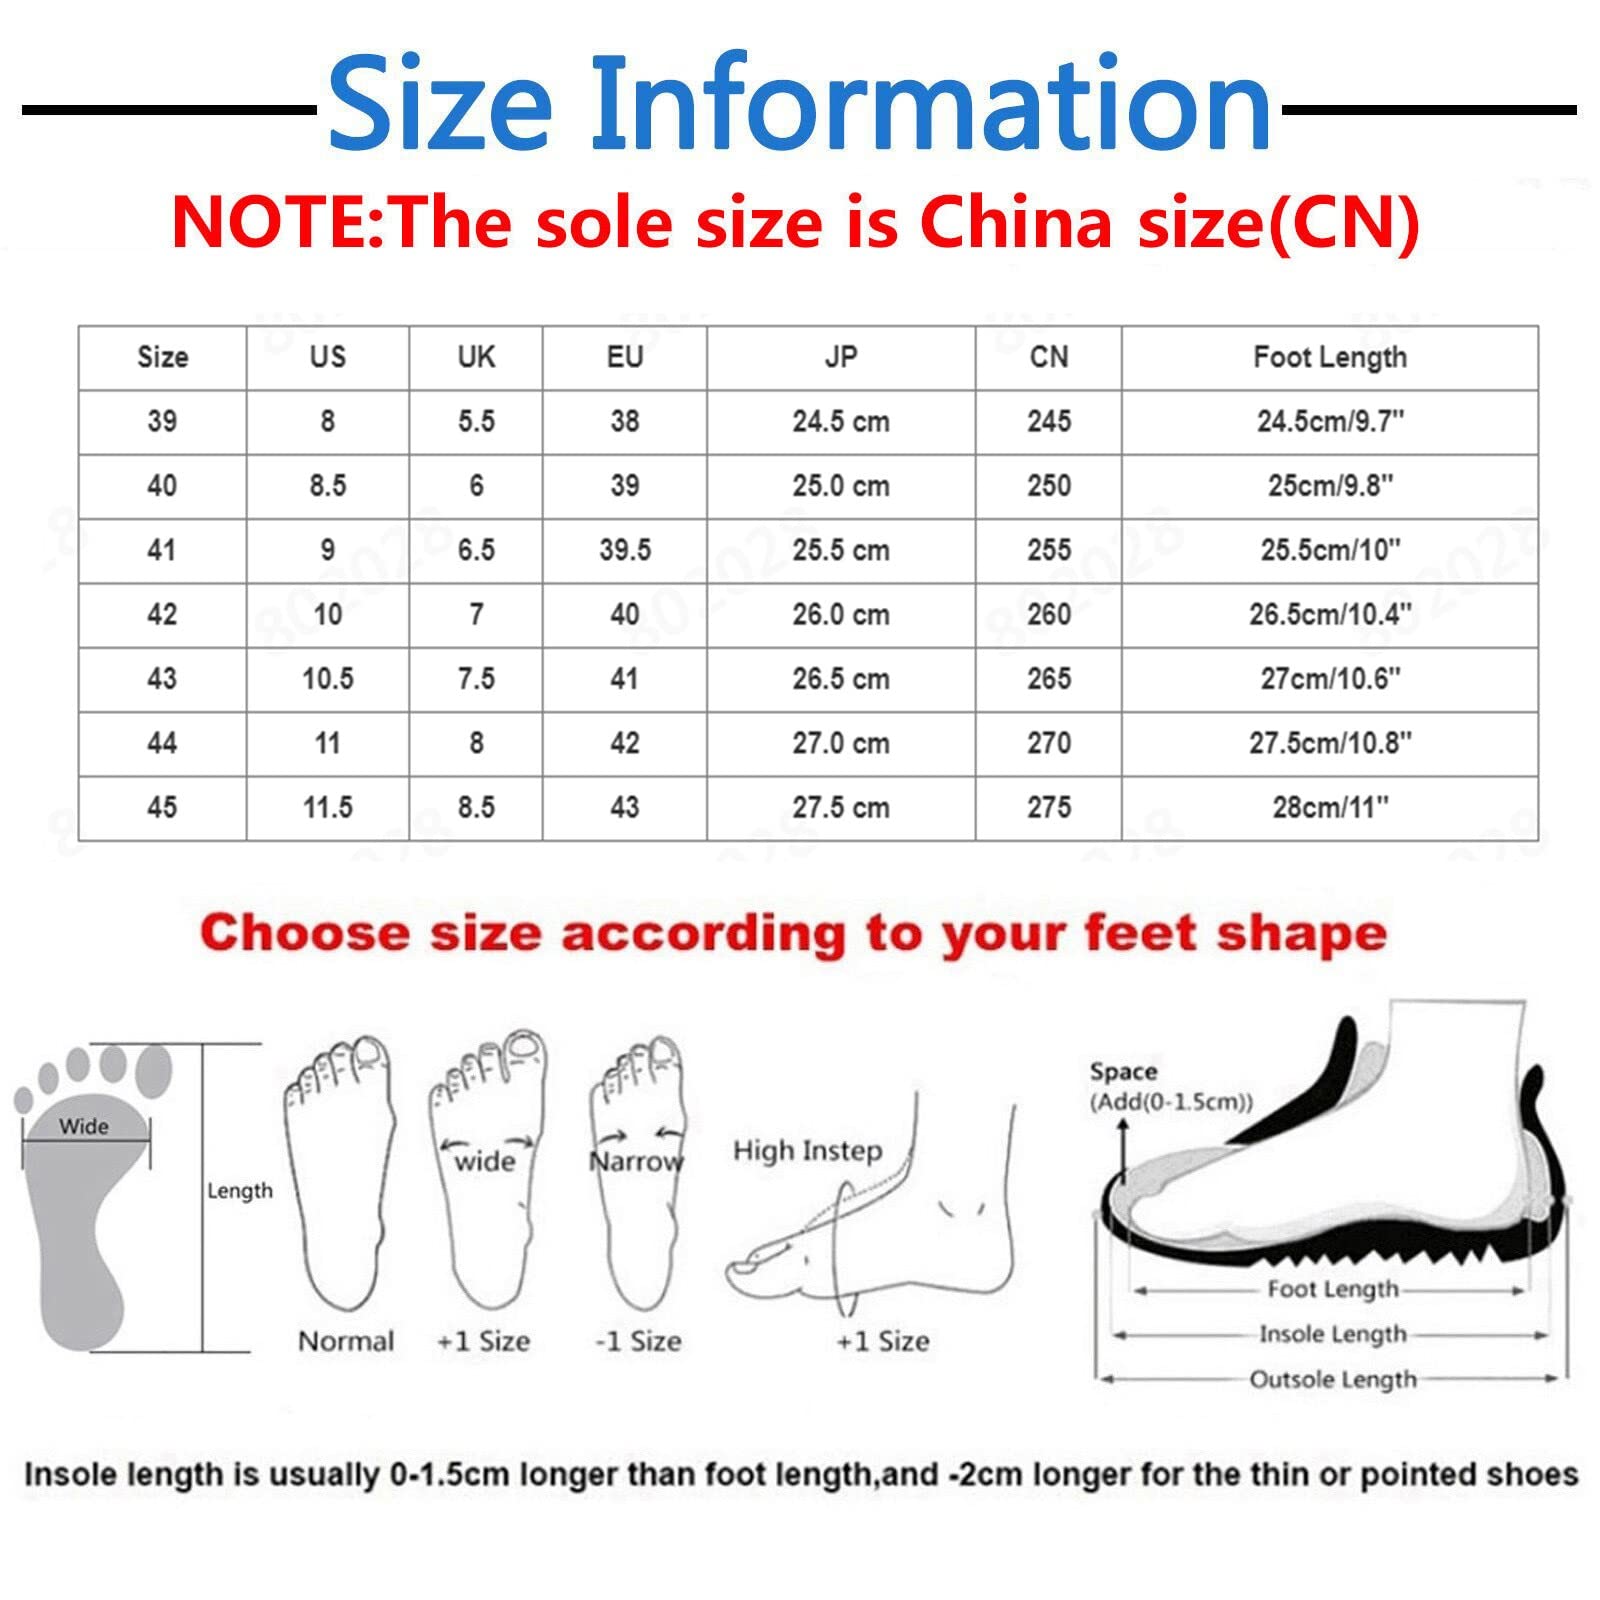 Size Information
NOTE:The sole size is China size(CN)
Size US UK EU JP CN Foot Length
39 8 5.5 38 24.5 cm 245 24.5cm/9.7"
40 8.5 6 39 25.0 cm 250 25cm/9.8"
41 9 6.5 39.5 25.5 cm 255 25.5cm/10"
42 10 7 40 26.0 cm 260 26.5cm/10.4"
43 10.5 7.5 41 26.5 cm 265 27cm/10.6"
44 11 8 42 27.0 cm 270 27.5cm/10.8"
45 11.5 8.5 43 27.5 cm 275 28cm/11"
802028 802028 802028 802028
Choose size according to your feet shape
Wide
Length
Normal
wide
+1 Size
Narrow
-1 Size
High Instep
+1 Size
Space
(Add(0-1.5cm))
Foot Length
Insole Length
Outsole Length
Insole length is usually 0-1.5cm longer than foot length,and -2cm longer for the thin or pointed shoes